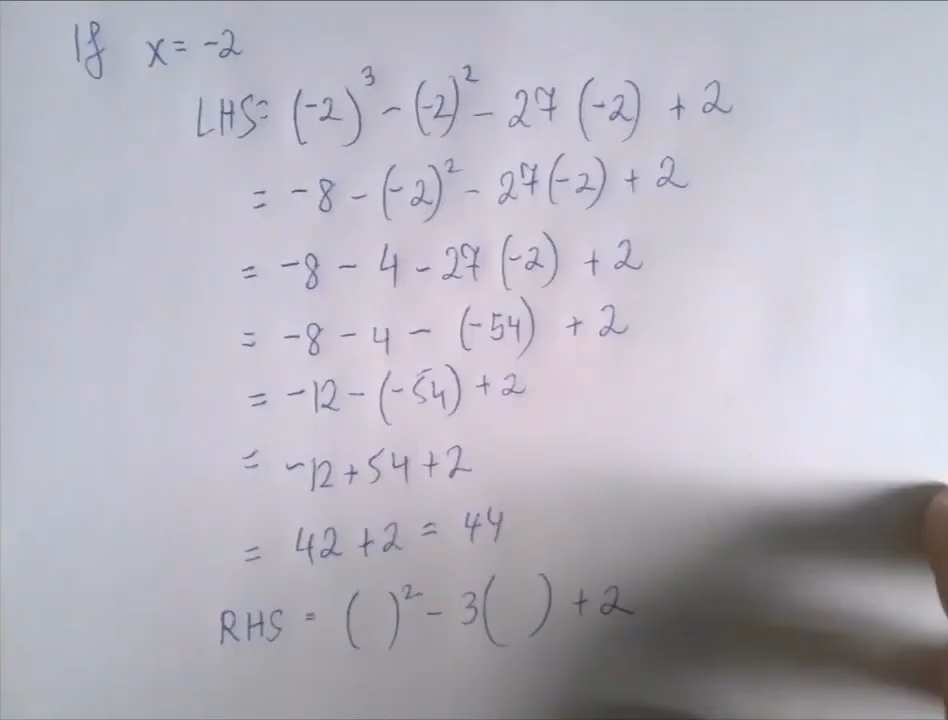 If x = -2
LHS = (-2)³ - (-2)² - 27 (-2) + 2
= -8 - (-2)² - 27(-2) + 2
= -8 - 4 - 27 (-2) + 2
= -8 - 4 - (-54) + 2
= -12 - (-54) + 2
= -12 + 54 + 2
= 42 + 2 = 44
RHS = ( )² - 3( ) + 2